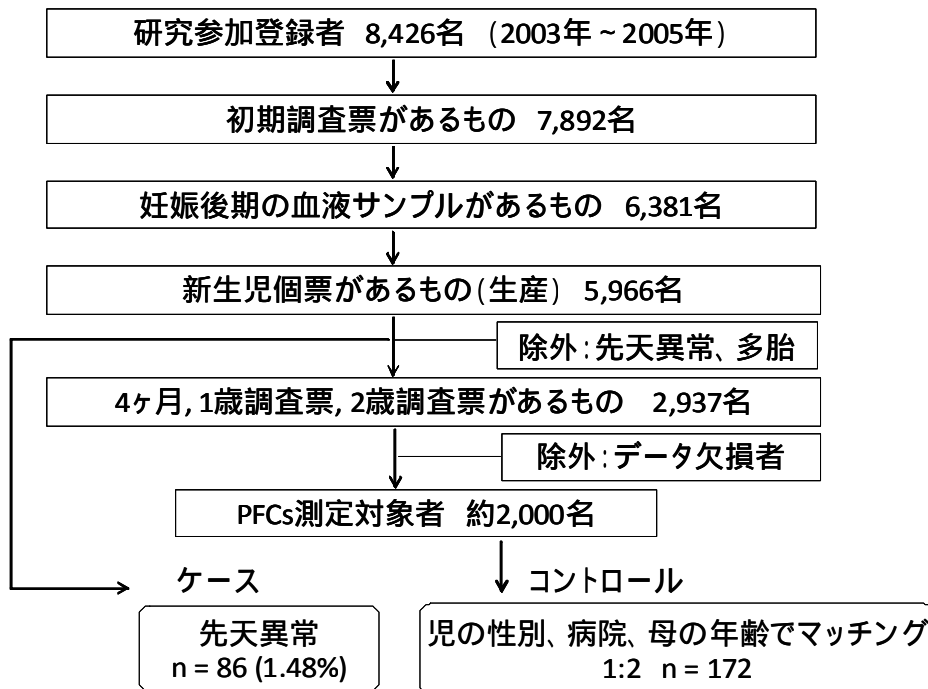 研究参加登録者 8,426名 (2003年~2005年)
初期調査票があるもの 7,892名
妊娠後期の血液サンプルがあるもの 6,381名
新生児個票があるもの(生産) 5,966名
除外:先天異常、多胎
4ヶ月, 1歳調査票, 2歳調査票があるもの 2,937名
除外:データ欠損者
PFCs測定対象者 約2,000名
ケース
先天異常
n = 86 (1.48%)
コントロール
児の性別、病院、母の年齢でマッチング
1:2 n = 172